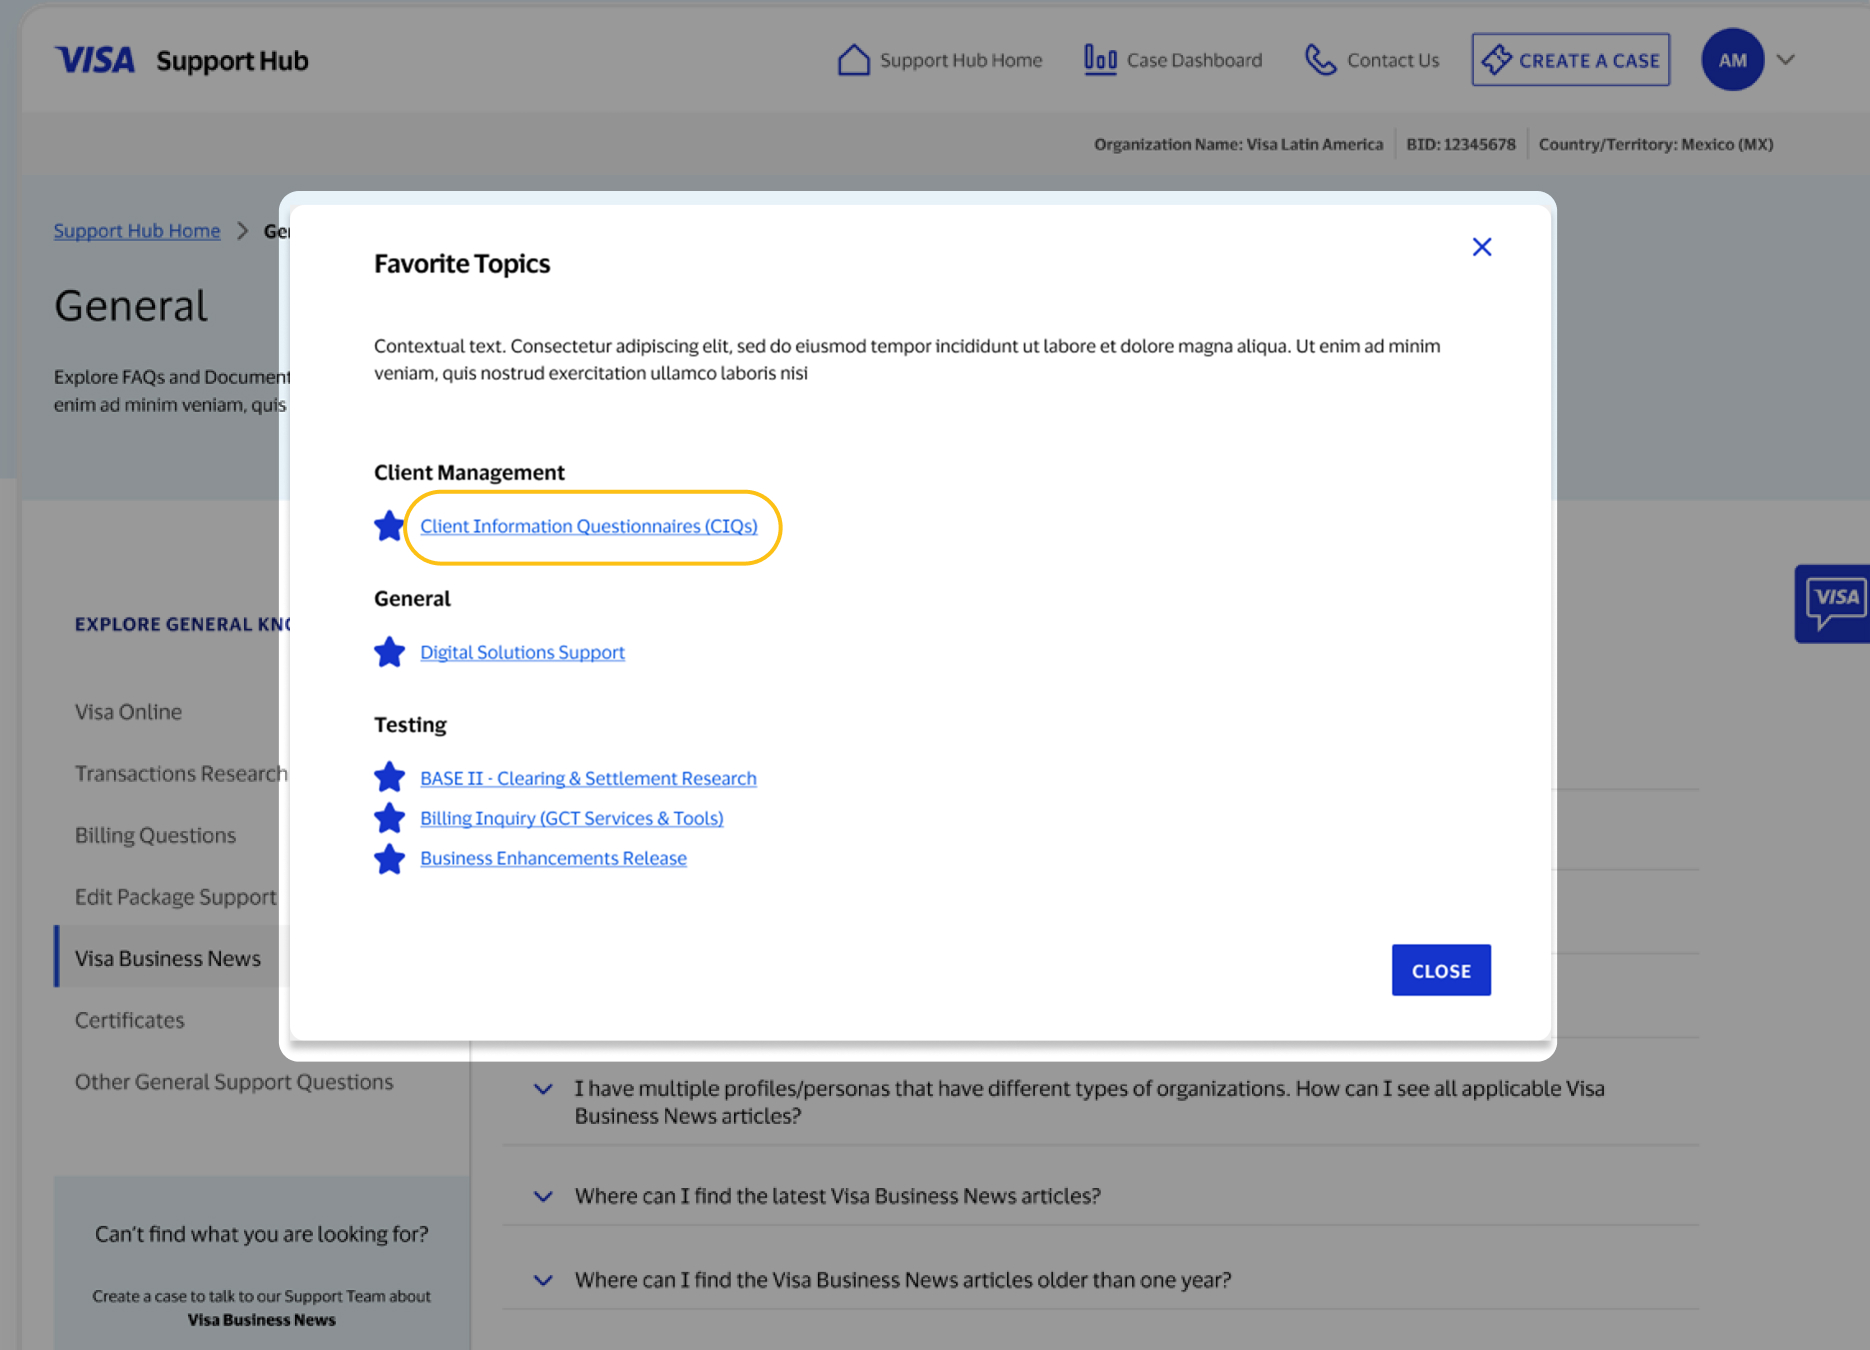 VISA Support Hub
Support Hub Home
Case Dashboard
Contact Us
CREATE A CASE
AM
Organization Name: Visa Latin America
BID: 12345678
Country/Territory: Mexico (MX)
Support Hub Home
General
Explore FAQs and Document
enim ad minim veniam, quis
EXPLORE GENERAL
Visa Online
Transactions Research
Billing Questions
Edit Package Support
Visa Business News
Certificates
Other General Support Questions
Can't find what you are looking for?
Create a case to talk to our Support Team about
Visa Business News
Favorite Topics
Contextual text. Consectetur adipiscing elit, sed do eiusmod tempor incididunt ut labore et dolore magna aliqua. Ut enim ad minim
veniam, quis nostrud exercitation ullamco laboris nisi
Client Management
Client Information Questionnaires (CIQs)
General
Digital Solutions Support
Testing
BASE II - Clearing & Settlement Research
Billing Inquiry (GCT Services & Tools)
Business Enhancements Release
CLOSE
VISA
I have multiple profiles/personas that have different types of organizations. How can I see all applicable Visa
Business News articles?
Where can I find the latest Visa Business News articles?
Where can I find the Visa Business News articles older than one year?